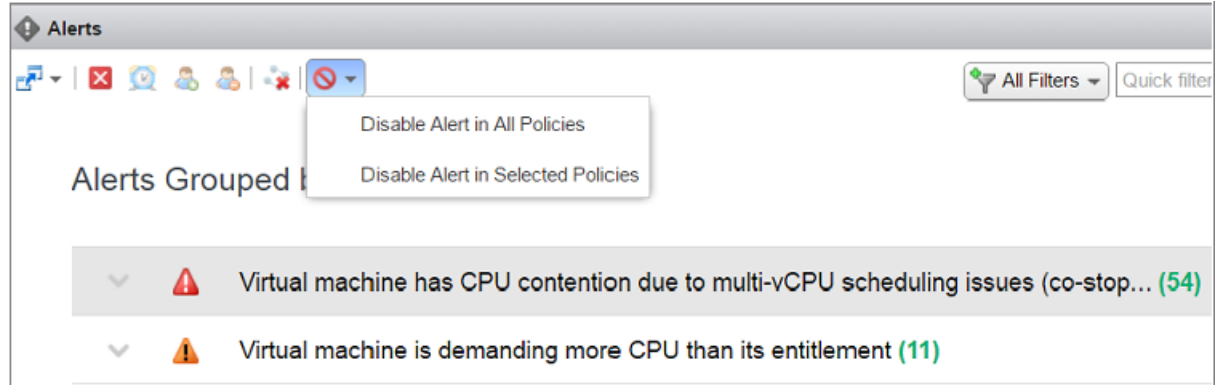 Alerts
All Filters
Quick filter
Disable Alert in All Policies
Disable Alert in Selected Policies
Alerts Grouped
Virtual machine has CPU contention due to multi-vCPU scheduling issues (co-stop... (54)
Virtual machine is demanding more CPU than its entitlement (11)